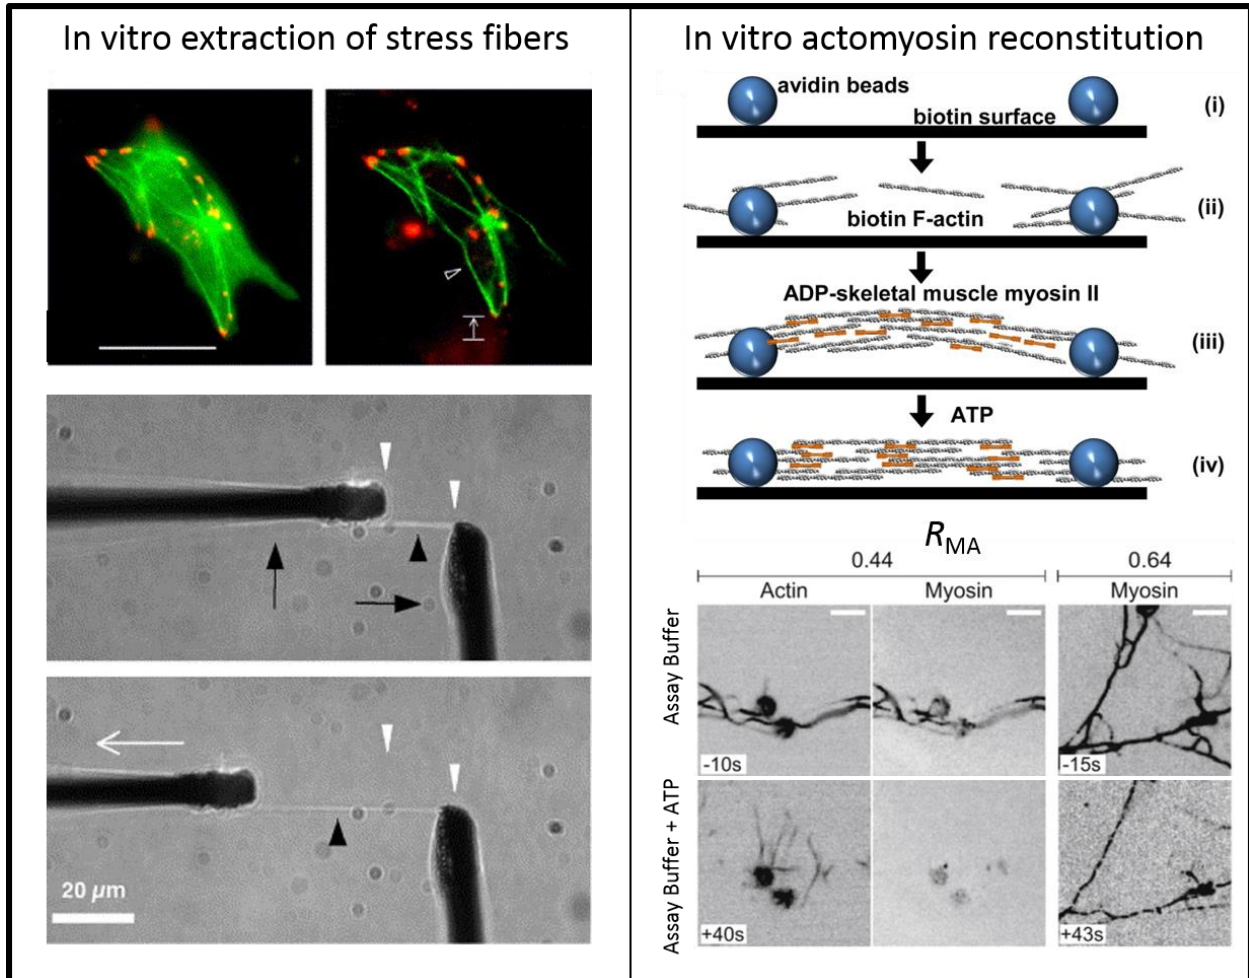 In vitro extraction of stress fibers
20 µm
In vitro actomyosin reconstitution
avidin beads
biotin surface
(i)
biotin F-actin
(ii)
ADP-skeletal muscle myosin II
(iii)
ATP
(iv)
RMA
0.44
0.64
Actin
Myosin
Myosin
Assay Buffer
-10s
-15s
Assay Buffer + ATP
+40s
+43s